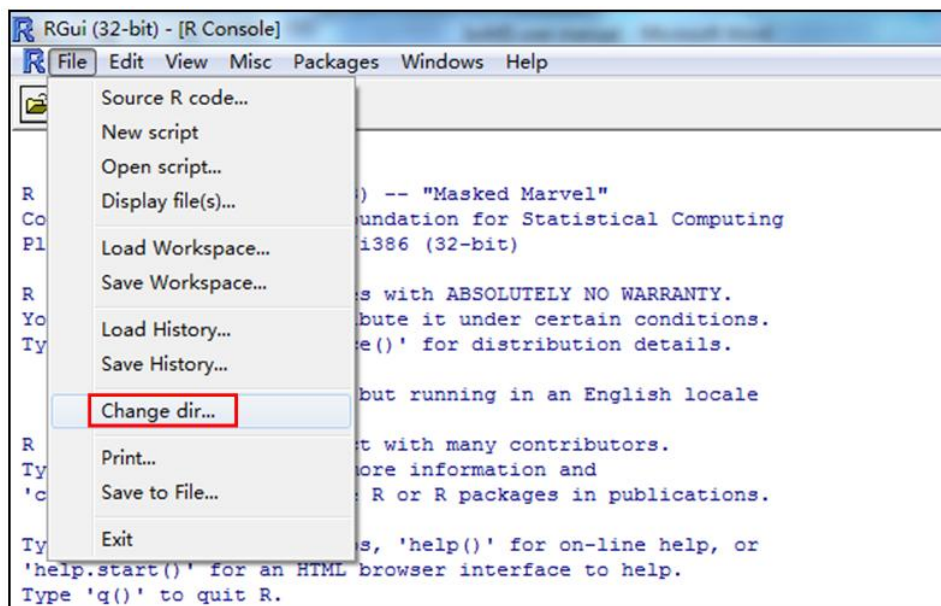 RGui (32-bit) - [R Console]
File Edit View Misc Packages Windows Help
Source R code...
New script
Open script...
Display file(s)...
Load Workspace...
Save Workspace...
Load History...
Save History...
Change dir...
Print...
Save to File...
Exit
R ) -- "Masked Marvel"
Co undation for Statistical Computing
Pl i386 (32-bit)
R s with ABSOLUTELY NO WARRANTY.
Yo bute it under certain conditions.
Ty e()' for distribution details.
but running in an English locale
R t with many contributors.
Ty ore information and
'c R or R packages in publications.
Ty s, 'help()' for on-line help, or
'help.start()' for an HTML browser interface to help.
Type 'q()' to quit R.